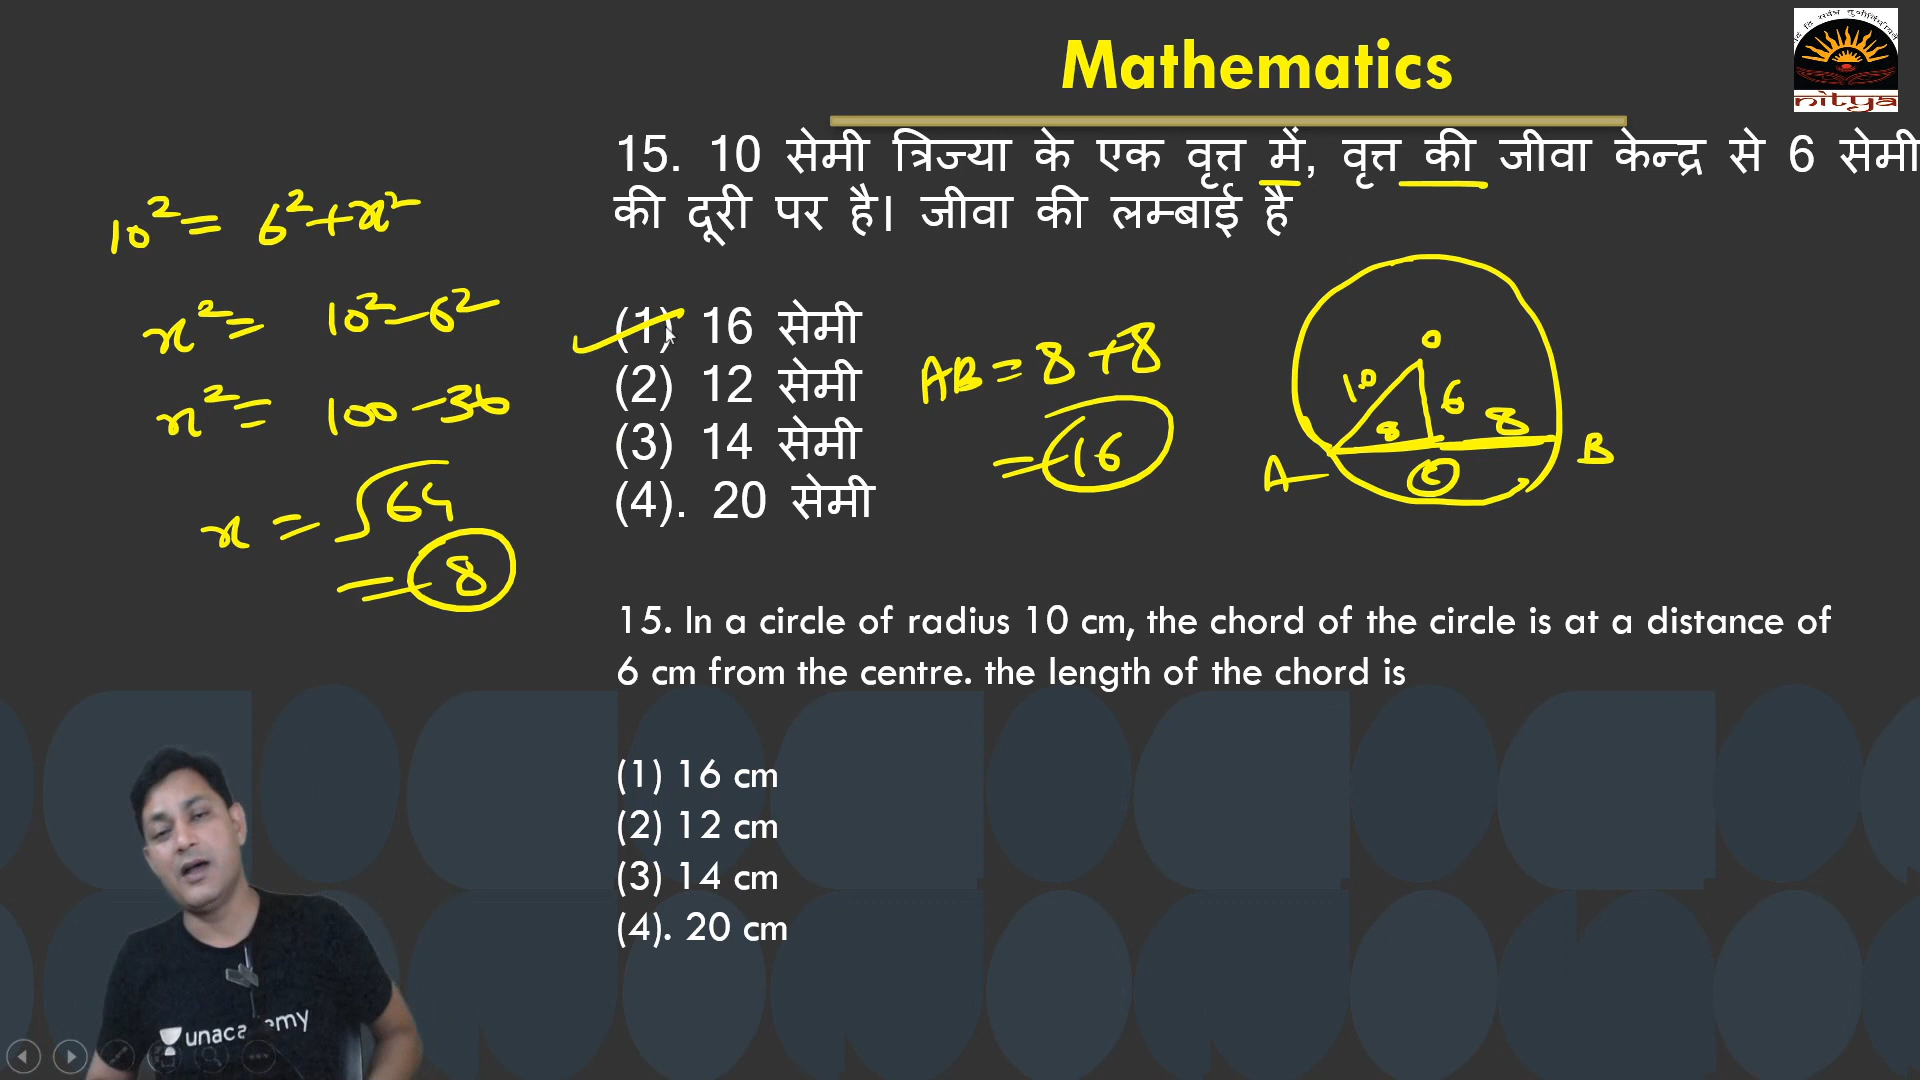 Mathematics
nitya
15. 10 सेमी त्रिज्या के एक वृत्त में, वृत्त की जीवा केन्द्र से 6 सेमी
की दूरी पर है। जीवा की लम्बाई है
(1) 16 सेमी
(2) 12 सेमी
(3) 14 सेमी
(4). 20 सेमी
10² = 6² + x²
x² = 10² - 6²
x² = 100 - 36
x = √64
= 8
AB = 8 + 8
= 16
O
10
6
8
8
A
C
B
15. In a circle of radius 10 cm, the chord of the circle is at a distance of
6 cm from the centre. the length of the chord is
(1) 16 cm
(2) 12 cm
(3) 14 cm
(4). 20 cm